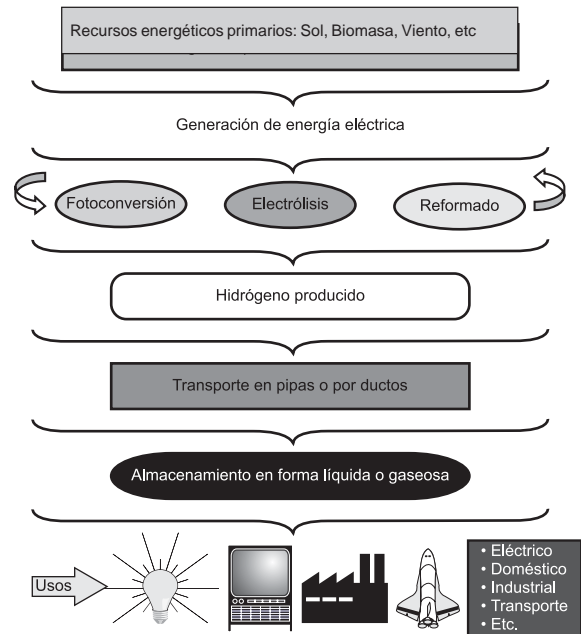 Recursos energéticos primarios: Sol, Biomasa, Viento, etc
Generación de energía eléctrica
Fotoconversión
Electrólisis
Reformado
Hidrógeno producido
Transporte en pipas o por ductos
Almacenamiento en forma líquida o gaseosa
Usos
• Eléctrico
• Doméstico
• Industrial
• Transporte
• Etc.